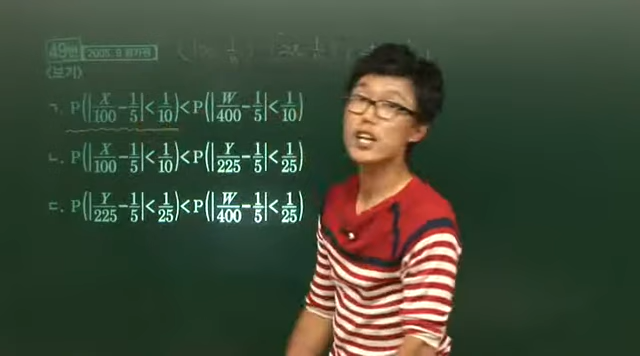 49번 2005. 9 평가원
<보기>
ㄱ. P(|X/100 - 1/5| < 1/10) < P(|W/400 - 1/5| < 1/10)
ㄴ. P(|X/100 - 1/5| < 1/10) < P(|Y/225 - 1/5| < 1/25)
ㄷ. P(|Y/225 - 1/5| < 1/25) < P(|W/400 - 1/5| < 1/25)